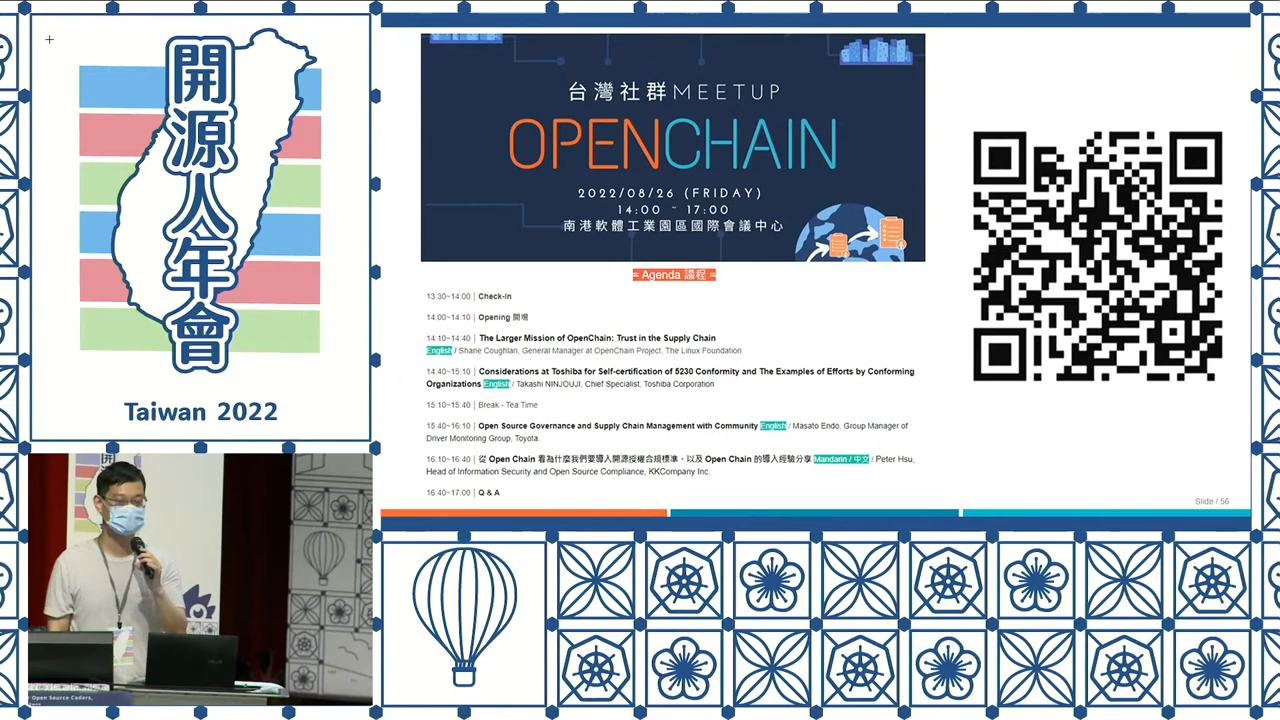 開源人年會
Taiwan 2022
台灣社群MEETUP
OPENCHAIN
2022/08/26 (FRIDAY)
14:00 ~ 17:00
南港軟體工業園區國際會議中心
= Agenda 議程 =
13:30~14:00 | Check-In
14:00~14:10 | Opening 開場
14:10~14:40 | The Larger Mission of OpenChain: Trust in the Supply Chain
English / Shane Coughlan, General Manager at OpenChain Project, The Linux Foundation
14:40~15:10 | Considerations at Toshiba for Self-certification of 5230 Conformity and The Examples of Efforts by Conforming
Organizations English / Takashi NINJOUJI, Chief Specialist, Toshiba Corporation
15:10~15:40 | Break - Tea Time
15:40~16:10 | Open Source Governance and Supply Chain Management with Community English / Masato Endo, Group Manager of
Driver Monitoring Group, Toyota.
16:10~16:40 | 從 Open Chain 看為什麼我們要導入開源授權合規標準、以及 Open Chain 的導入經驗分享 Mandarin / 中文 / Peter Hsu,
Head of Information Security and Open Source Compliance, KKCompany Inc.
16:40~17:00 | Q & A
Slide / 56
Open Source Coders,